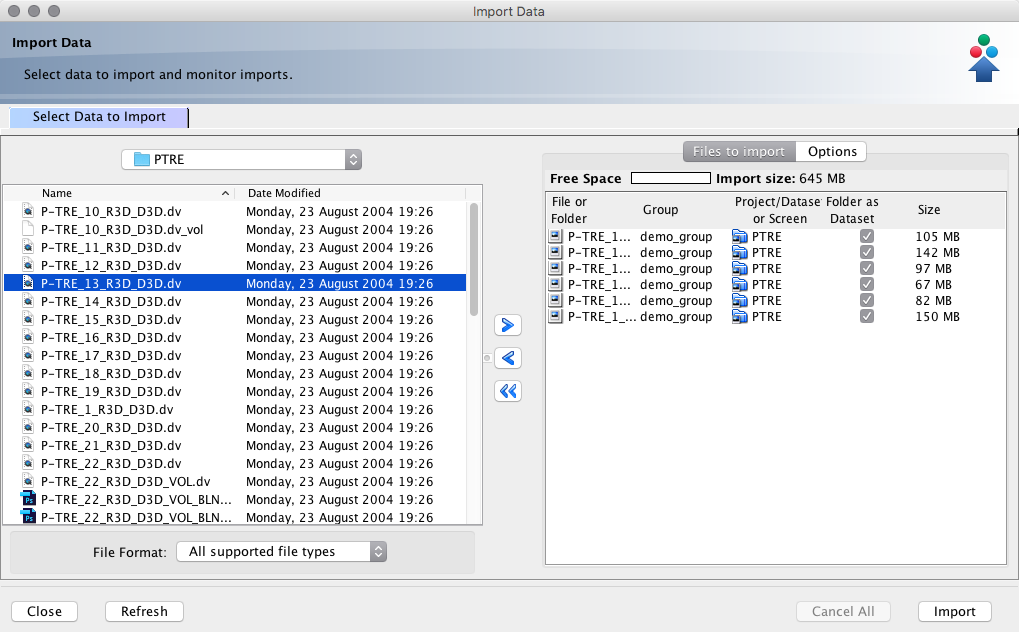 Import Data
Import Data
Select data to import and monitor imports.
Select Data to Import
PTRE
Name Date Modified
P-TRE_10_R3D_D3D.dv Monday, 23 August 2004 19:26
P-TRE_10_R3D_D3D.dv_vol Monday, 23 August 2004 19:26
P-TRE_11_R3D_D3D.dv Monday, 23 August 2004 19:26
P-TRE_12_R3D_D3D.dv Monday, 23 August 2004 19:26
P-TRE_13_R3D_D3D.dv Monday, 23 August 2004 19:26
P-TRE_14_R3D_D3D.dv Monday, 23 August 2004 19:26
P-TRE_15_R3D_D3D.dv Monday, 23 August 2004 19:26
P-TRE_16_R3D_D3D.dv Monday, 23 August 2004 19:26
P-TRE_17_R3D_D3D.dv Monday, 23 August 2004 19:26
P-TRE_18_R3D_D3D.dv Monday, 23 August 2004 19:26
P-TRE_19_R3D_D3D.dv Monday, 23 August 2004 19:26
P-TRE_1_R3D_D3D.dv Monday, 23 August 2004 19:26
P-TRE_20_R3D_D3D.dv Monday, 23 August 2004 19:26
P-TRE_21_R3D_D3D.dv Monday, 23 August 2004 19:26
P-TRE_22_R3D_D3D.dv Monday, 23 August 2004 19:26
P-TRE_22_R3D_D3D_VOL.dv Monday, 23 August 2004 19:26
Ps P-TRE_22_R3D_D3D_VOL_BLN... Monday, 23 August 2004 19:26
Ps P-TRE_22_R3D_D3D_VOL_BLN... Monday, 23 August 2004 19:26
File Format: All supported file types
Files to import Options
Free Space Import size: 645 MB
File or Folder Group Project/Datase or Screen Folder as Dataset Size
P-TRE_1... demo_group PTRE 105 MB
P-TRE_1... demo_group PTRE 142 MB
P-TRE_1... demo_group PTRE 97 MB
P-TRE_1... demo_group PTRE 67 MB
P-TRE_1... demo_group PTRE 82 MB
P-TRE_1_... demo_group PTRE 150 MB
Close Refresh Cancel All Import